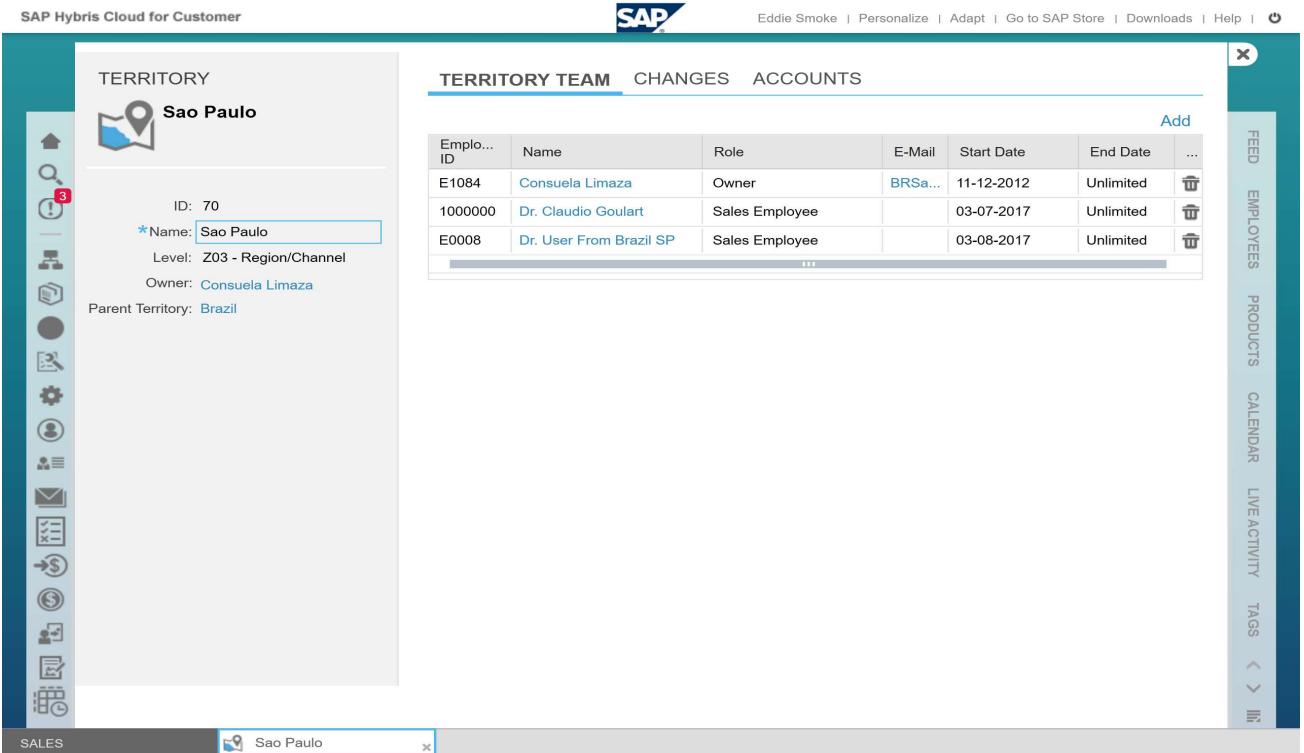 SAP Hybris Cloud for Customer
SAP
Eddie Smoke | Personalize | Adapt | Go to SAP Store | Downloads | Help |
TERRITORY
Sao Paulo
3
ID: 70
*Name: Sao Paulo
Level: Z03 - Region/Channel
Owner: Consuela Limaza
Parent Territory: Brazil
TERRITORY TEAM CHANGES ACCOUNTS
Add
Emplo... ID Name Role E-Mail Start Date End Date ...
E1084 Consuela Limaza Owner BRSa... 11-12-2012 Unlimited
1000000 Dr. Claudio Goulart Sales Employee 03-07-2017 Unlimited
E0008 Dr. User From Brazil SP Sales Employee 03-08-2017 Unlimited
FEED
EMPLOYEES
PRODUCTS
CALENDAR
LIVE ACTIVITY
TAGS
SALES
Sao Paulo